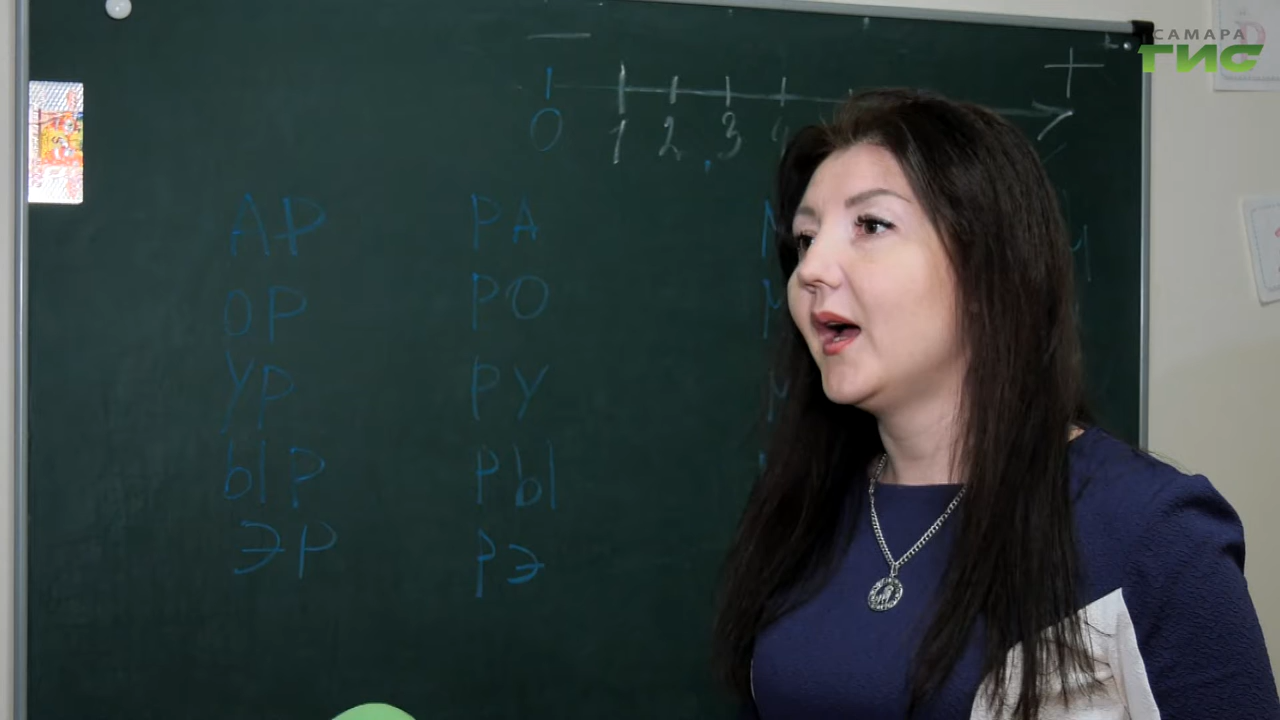 САМАРА
ГИС
− +
0 1 2 3 4
АР РА
ОР РО
УР РУ
ЫР РЫ
ЭР РЭ